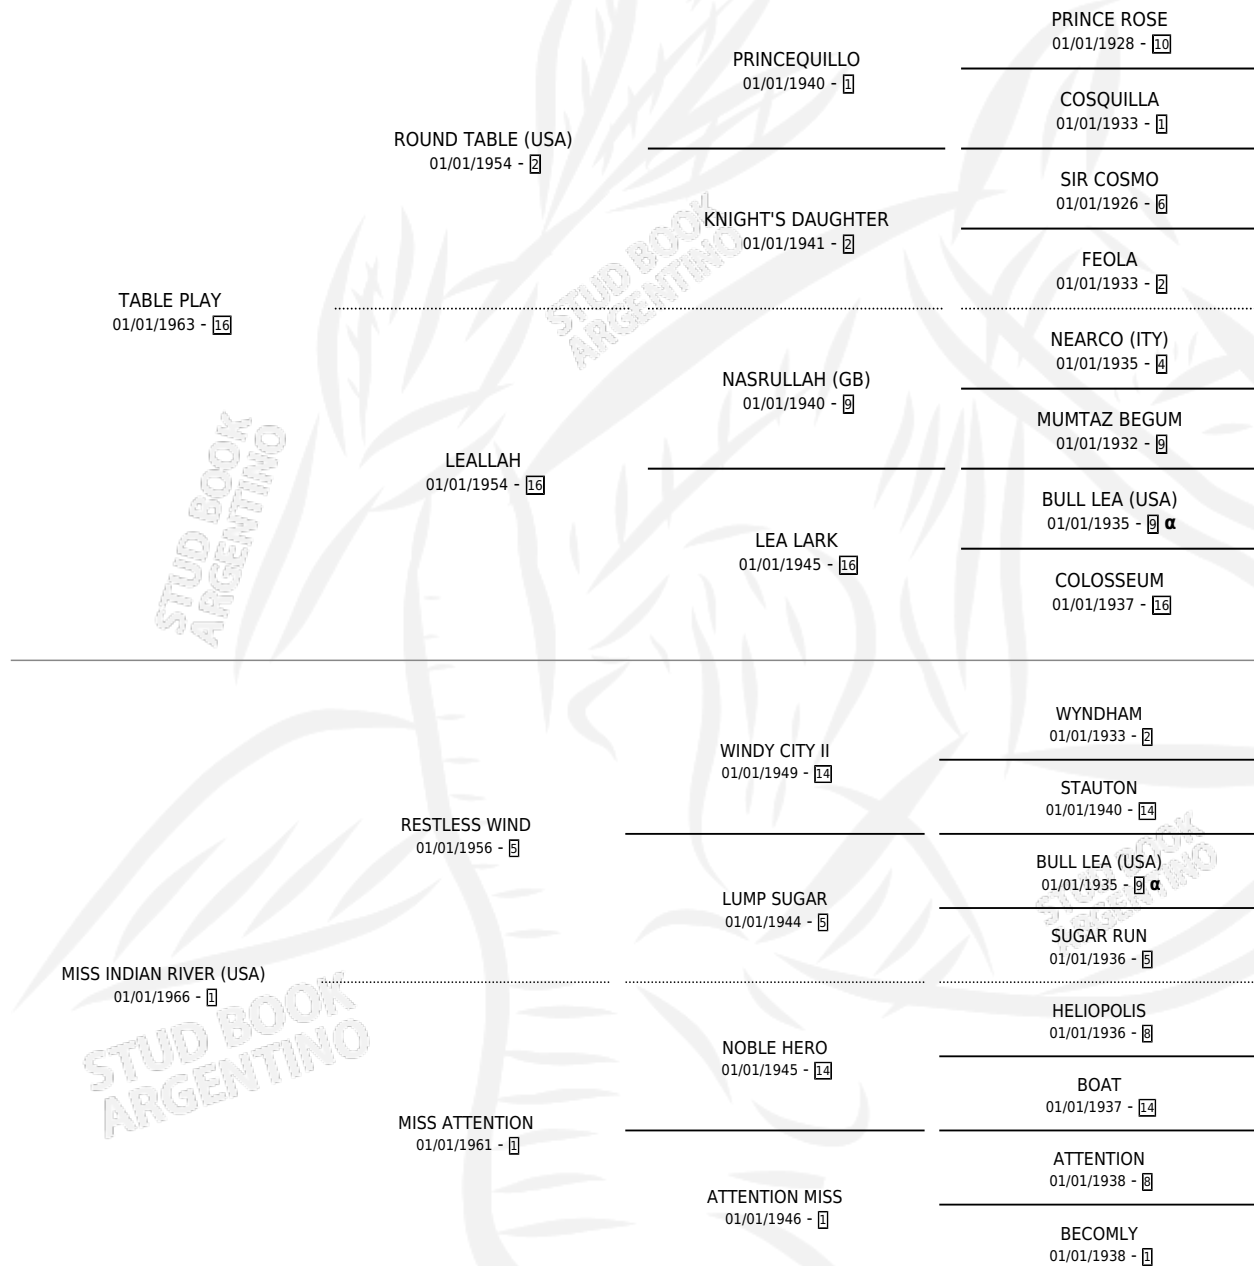 PRINCE ROSE
01/01/1928 - 10
PRINCEQUILLO
01/01/1940 - 1
COSQUILLA
01/01/1933 - 1
ROUND TABLE (USA)
01/01/1954 - 2
SIR COSMO
01/01/1926 - 6
KNIGHT'S DAUGHTER
01/01/1941 - 2
FEOLA
01/01/1933 - 2
STUD BOOK
ARGENTINO
TABLE PLAY
01/01/1963 - 16
NEARCO (ITY)
01/01/1935 - 4
NASRULLAH (GB)
01/01/1940 - 9
MUMTAZ BEGUM
01/01/1932 - 9
LEALLAH
01/01/1954 - 16
BULL LEA (USA)
01/01/1935 - 9 α
LEA LARK
01/01/1945 - 16
COLOSSEUM
01/01/1937 - 16
STUD BOOK
ARGENTINO
WYNDHAM
01/01/1933 - 2
WINDY CITY II
01/01/1949 - 14
STAUTON
01/01/1940 - 14
RESTLESS WIND
01/01/1956 - 5
BULL LEA (USA)
01/01/1935 - 9 α
LUMP SUGAR
01/01/1944 - 5
SUGAR RUN
01/01/1936 - 5
STUD BOOK
ARGENTINO
MISS INDIAN RIVER (USA)
01/01/1966 - 1
HELIOPOLIS
01/01/1936 - 8
NOBLE HERO
01/01/1945 - 14
BOAT
01/01/1937 - 14
STUD BOOK
ARGENTINO
MISS ATTENTION
01/01/1961 - 1
ATTENTION
01/01/1938 - 8
ATTENTION MISS
01/01/1946 - 1
BECOMLY
01/01/1938 - 1